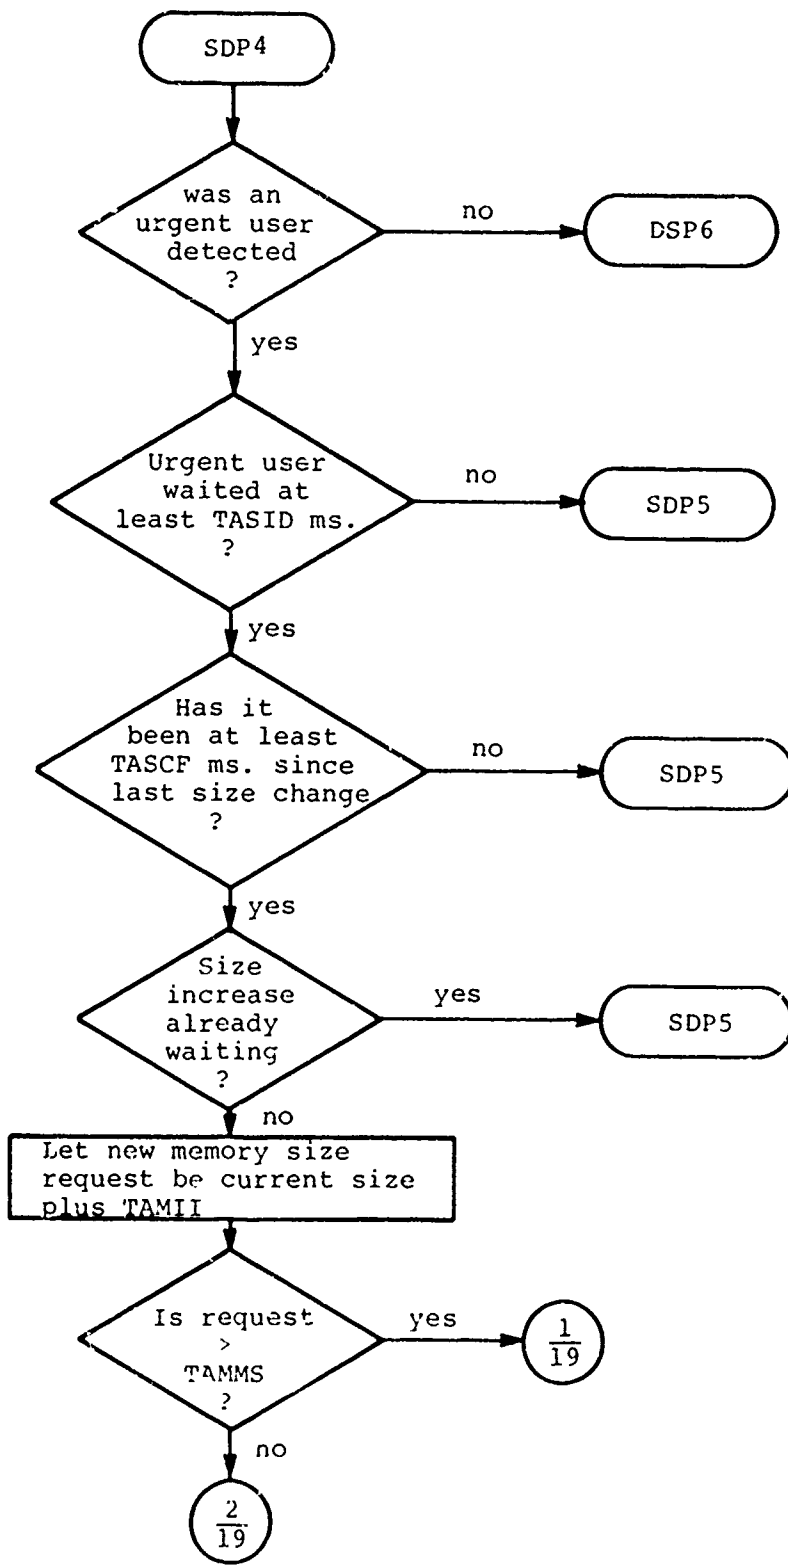 SDP4
was an
urgent user
detected
?
no
DSP6
yes
Urgent user
waited at
least TASID ms.
?
no
SDP5
yes
Has it
been at least
TASCF ms. since
last size change
?
no
SDP5
yes
Size
increase
already
waiting
?
yes
SDP5
no
Let new memory size
request be current size
plus TAMII
Is request
>
TAMMS
?
yes
1
19
no
2
19